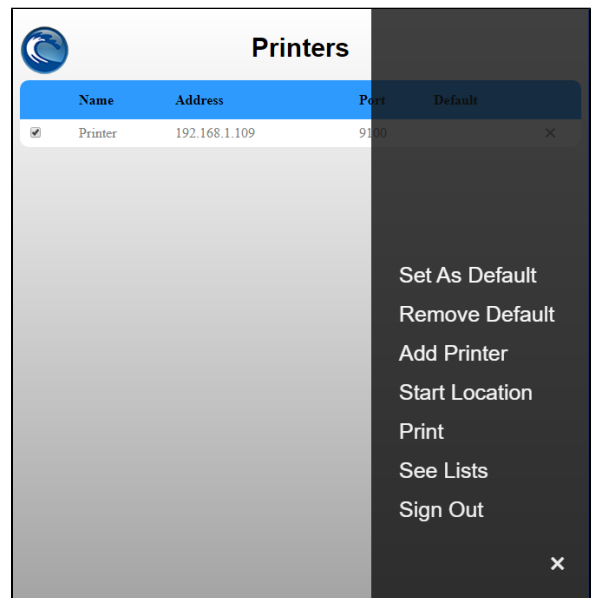 Printers
Name Address Port Default
Printer 192.168.1.109 9100 ×
Set As Default
Remove Default
Add Printer
Start Location
Print
See Lists
Sign Out
×